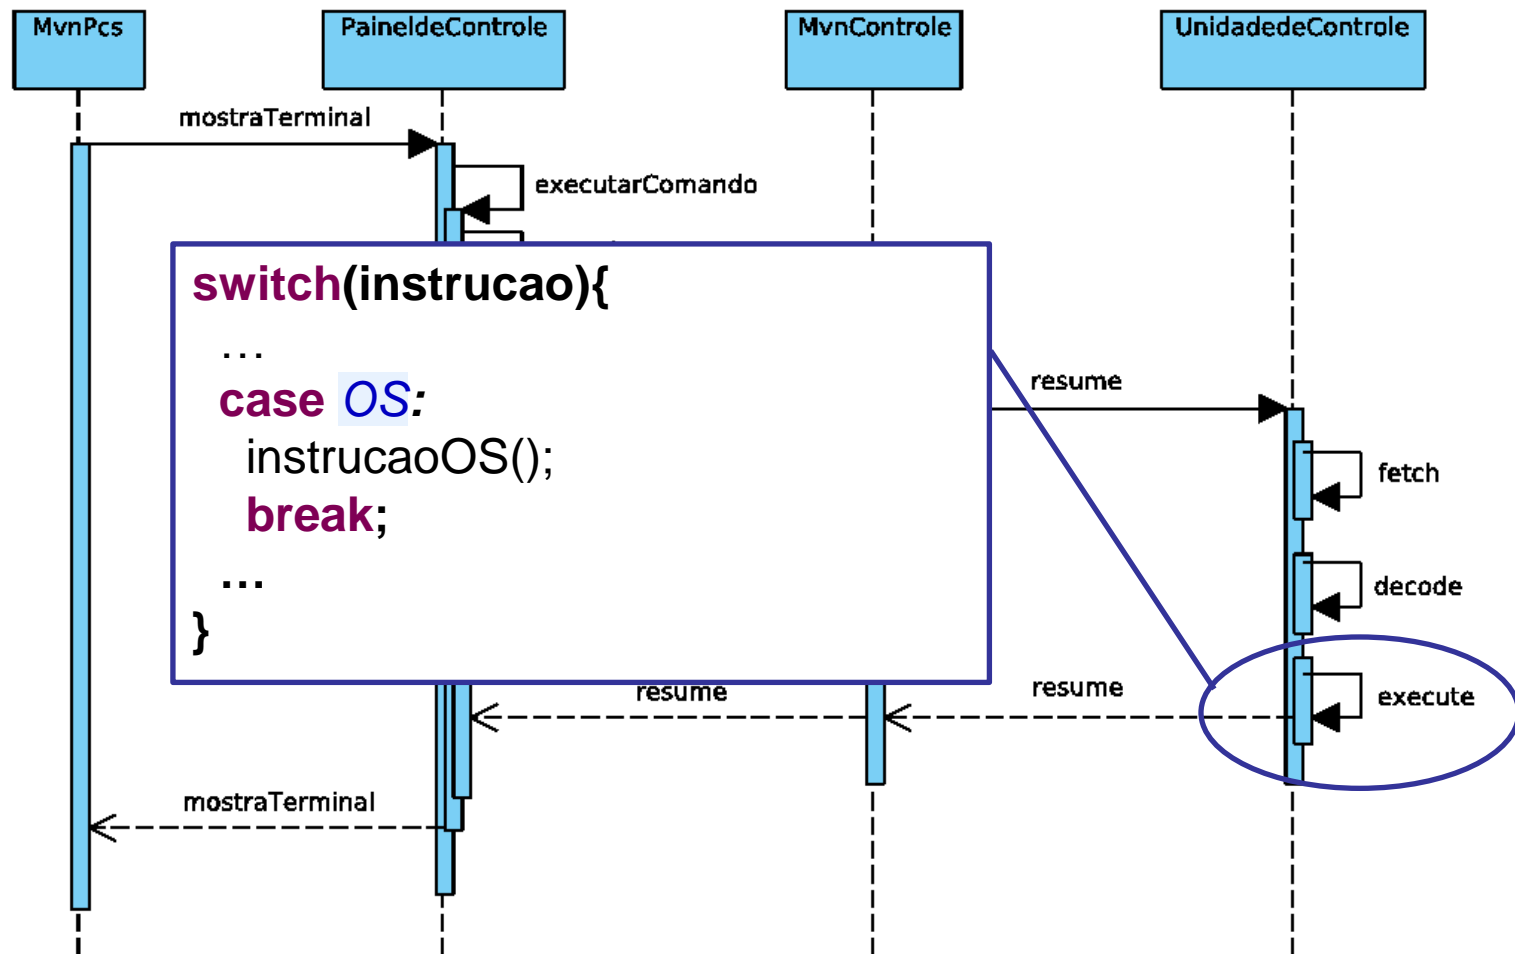 MvnPcs
PaineldeControle
MvnControle
UnidadedeControle
mostraTerminal
executarComando
switch(instrucao){
…
case OS:
instrucaoOS();
break;
…
}
resume
fetch
decode
execute
resume
resume
mostraTerminal